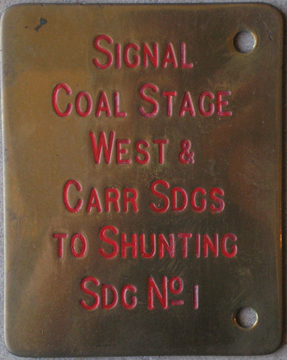 SIGNAL
COAL STAGE
WEST &
CARR SDGS
TO SHUNTING
SDG Nº 1